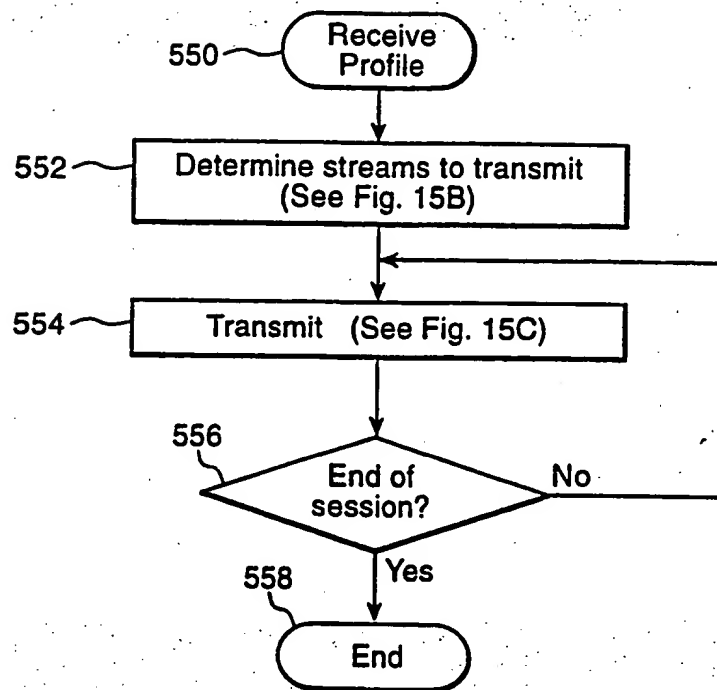 550
Receive
Profile
552
Determine streams to transmit
(See Fig. 15B)
554
Transmit (See Fig. 15C)
556
End of
session?
No
Yes
558
End